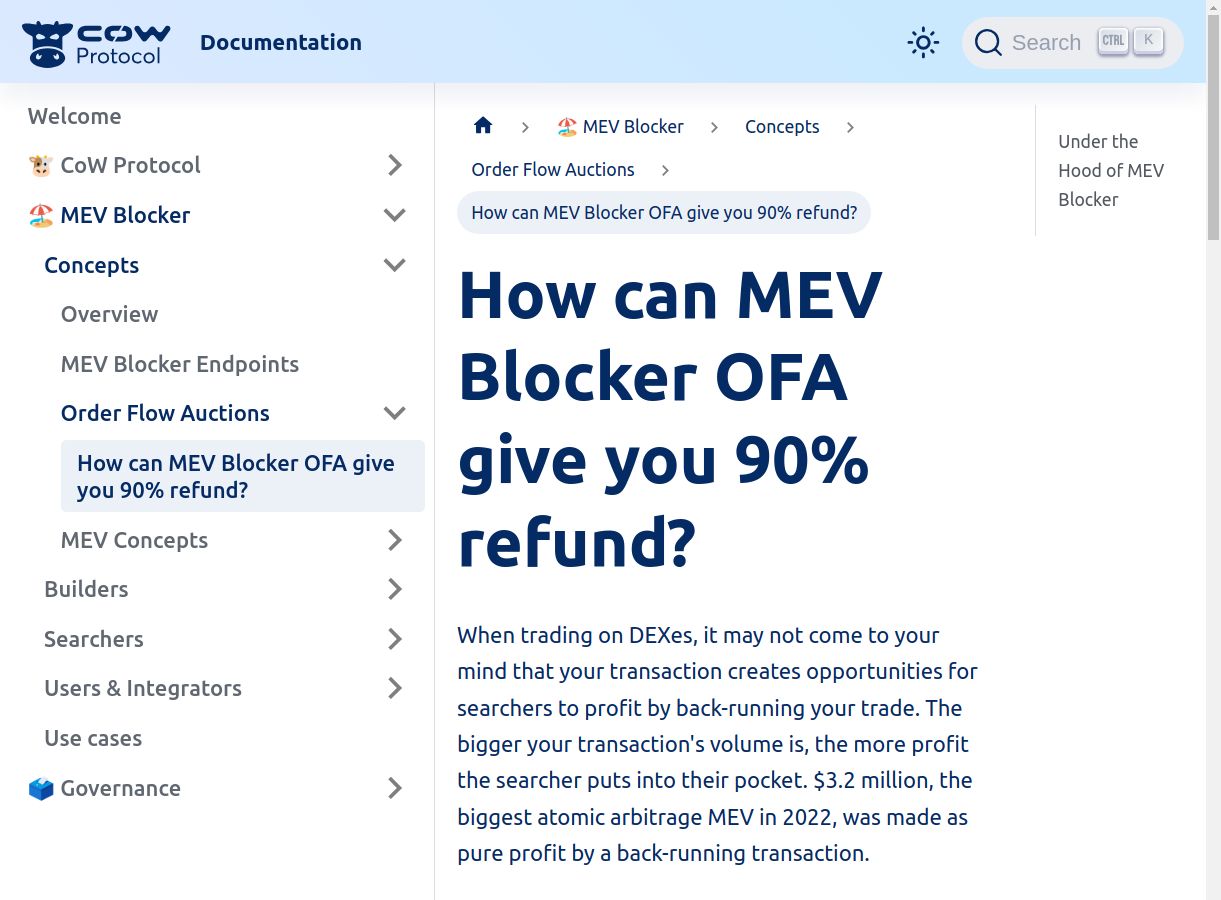 COW Protocol
Documentation
Search CTRL K
Welcome
CoW Protocol
MEV Blocker
Concepts
Overview
MEV Blocker Endpoints
Order Flow Auctions
How can MEV Blocker OFA give
you 90% refund?
MEV Concepts
Builders
Searchers
Users & Integrators
Use cases
Governance
MEV Blocker
Concepts
Order Flow Auctions
How can MEV Blocker OFA give you 90% refund?
How can MEV
Blocker OFA
give you 90%
refund?
When trading on DEXes, it may not come to your
mind that your transaction creates opportunities for
searchers to profit by back-running your trade. The
bigger your transaction's volume is, the more profit
the searcher puts into their pocket. $3.2 million, the
biggest atomic arbitrage MEV in 2022, was made as
pure profit by a back-running transaction.
Under the
Hood of MEV
Blocker